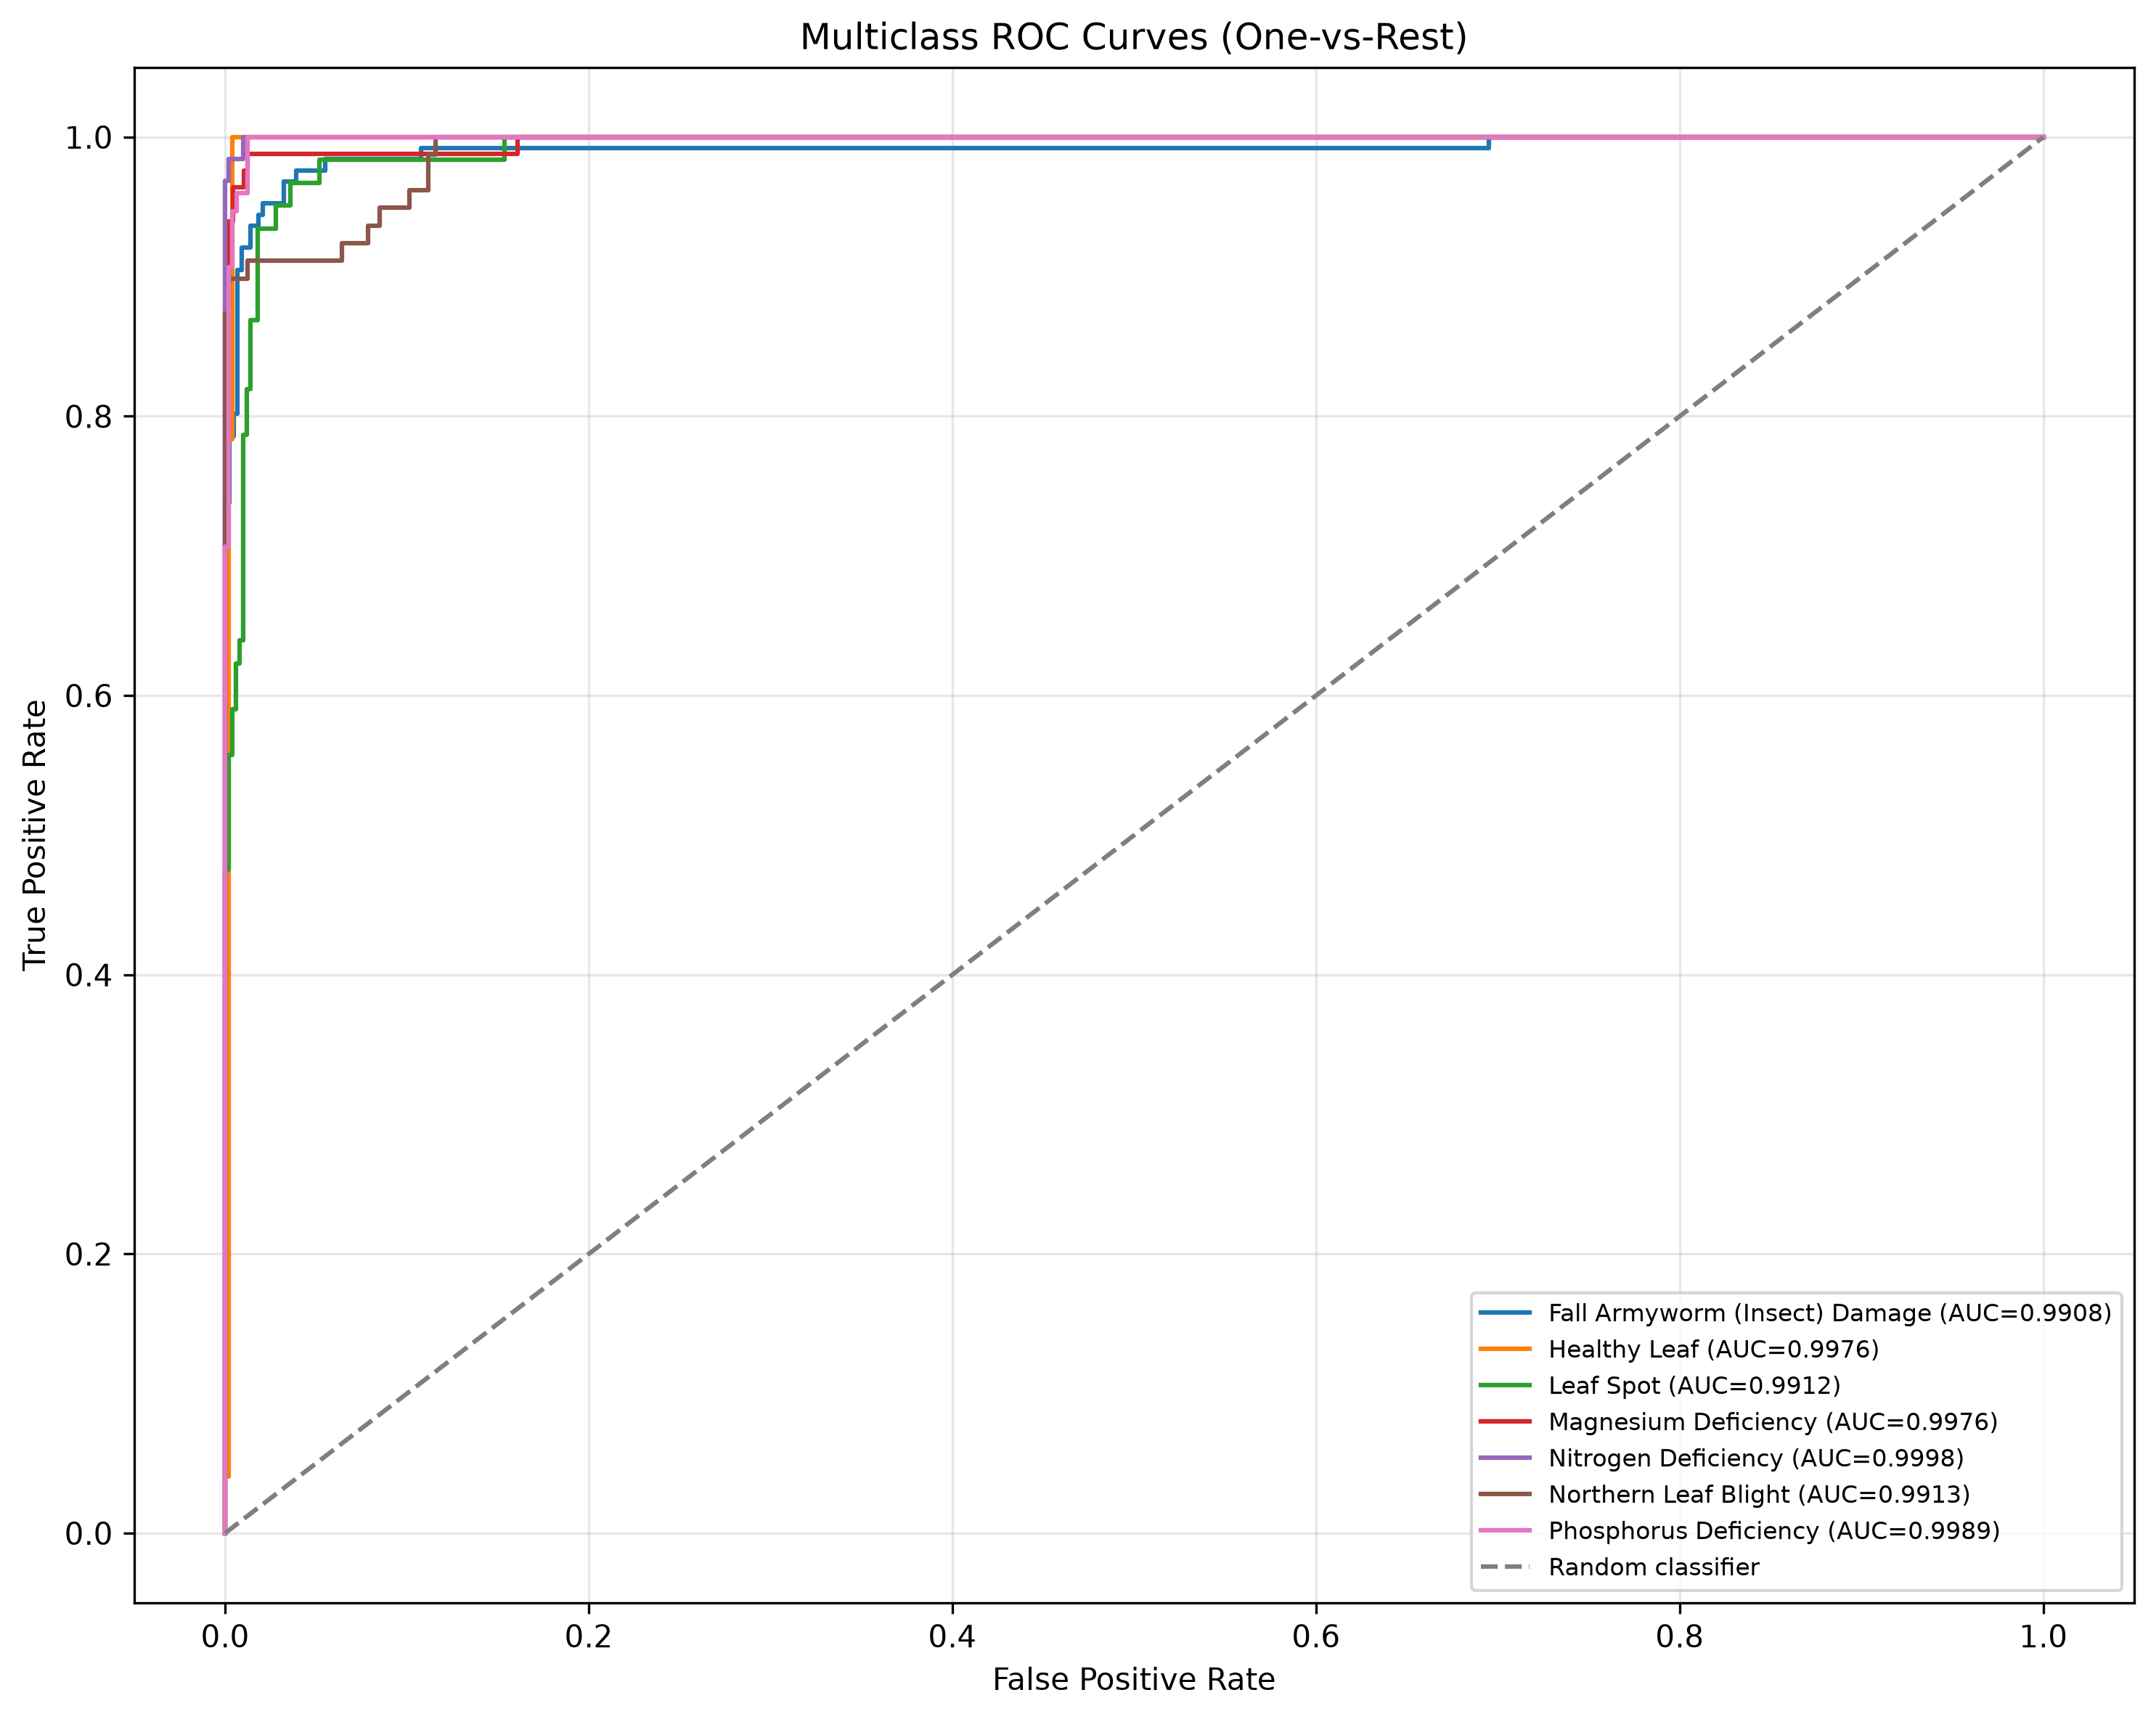 Multiclass ROC Curves (One-vs-Rest)
True Positive Rate
1.0
0.8
0.6
0.4
0.2
0.0
Fall Armyworm (Insect) Damage (AUC=0.9908)
Healthy Leaf (AUC=0.9976)
Leaf Spot (AUC=0.9912)
Magnesium Deficiency (AUC=0.9976)
Nitrogen Deficiency (AUC=0.9998)
Northern Leaf Blight (AUC=0.9913)
Phosphorus Deficiency (AUC=0.9989)
Random classifier
0.0 0.2 0.4 0.6 0.8 1.0
False Positive Rate